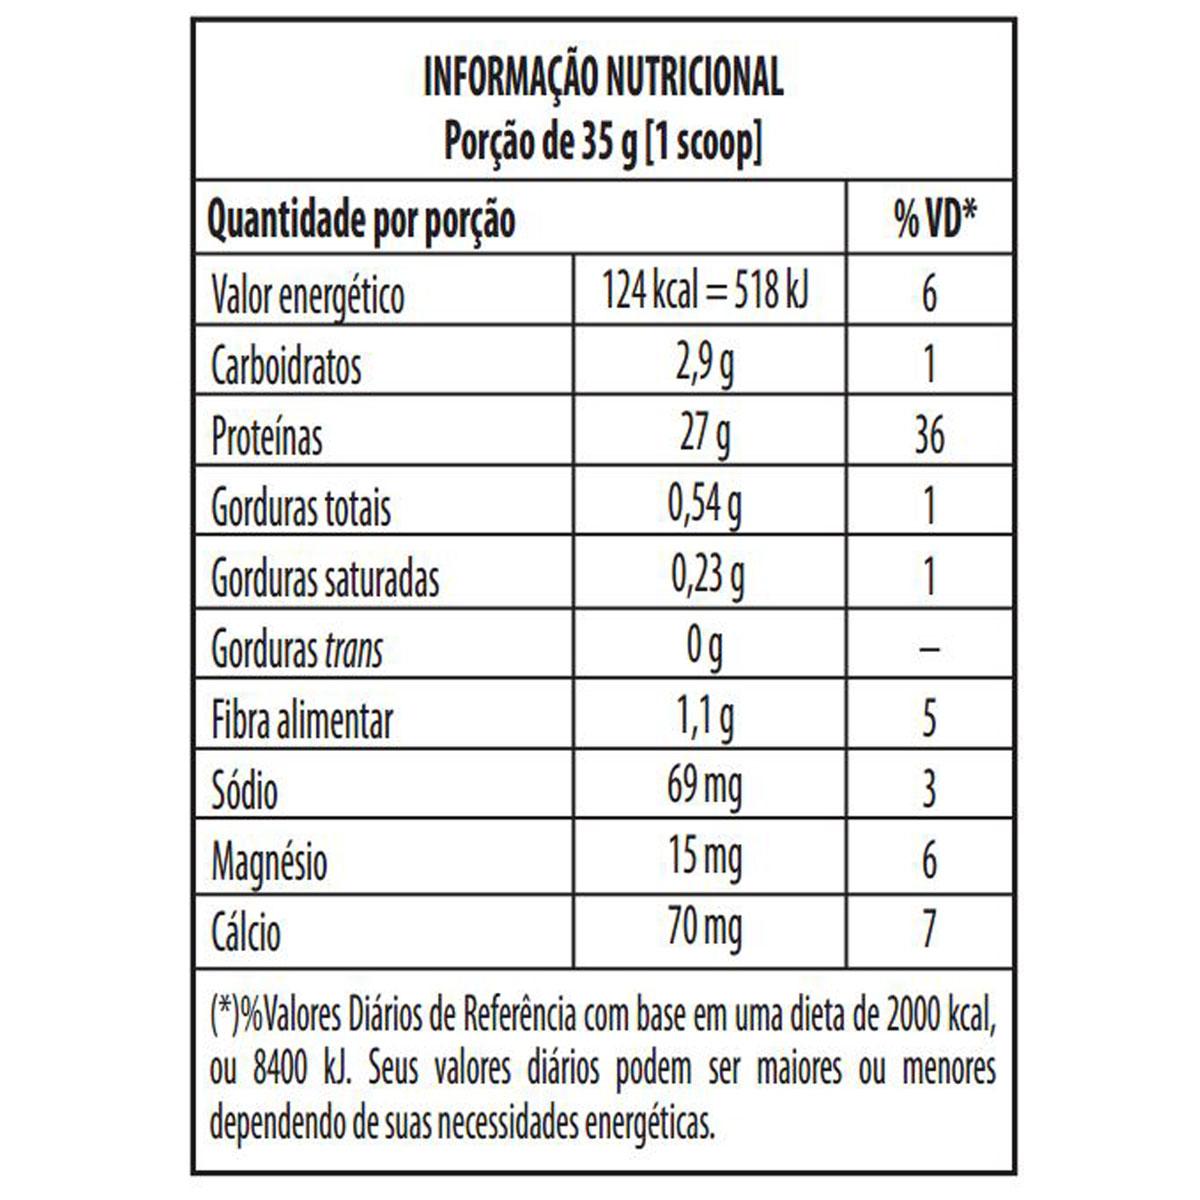 INFORMAÇÃO NUTRICIONAL
Porção de 35 g [1 scoop]
Quantidade por porção % VD*
Valor energético 124 kcal = 518 kJ 6
Carboidratos 2,9 g 1
Proteínas 27 g 36
Gorduras totais 0,54 g 1
Gorduras saturadas 0,23 g 1
Gorduras trans 0 g –
Fibra alimentar 1,1 g 5
Sódio 69 mg 3
Magnésio 15 mg 6
Cálcio 70 mg 7
(*)%Valores Diários de Referência com base em uma dieta de 2000 kcal,
ou 8400 kJ. Seus valores diários podem ser maiores ou menores
dependendo de suas necessidades energéticas.